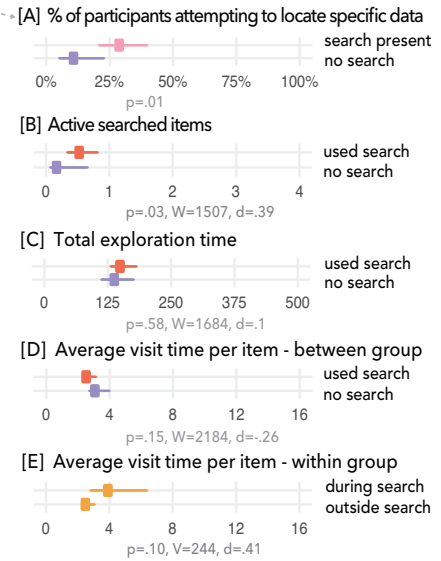 [A] % of participants attempting to locate specific data
search present
no search
0% 25% 50% 75% 100%
p=.01
[B] Active searched items
used search
no search
0 1 2 3 4
p=.03, W=1507, d=.39
[C] Total exploration time
used search
no search
0 125 250 375 500
p=.58, W=1684, d=.1
[D] Average visit time per item - between group
used search
no search
0 4 8 12 16
p=.15, W=2184, d=-.26
[E] Average visit time per item - within group
during search
outside search
0 4 8 12 16
p=.10, V=244, d=.41